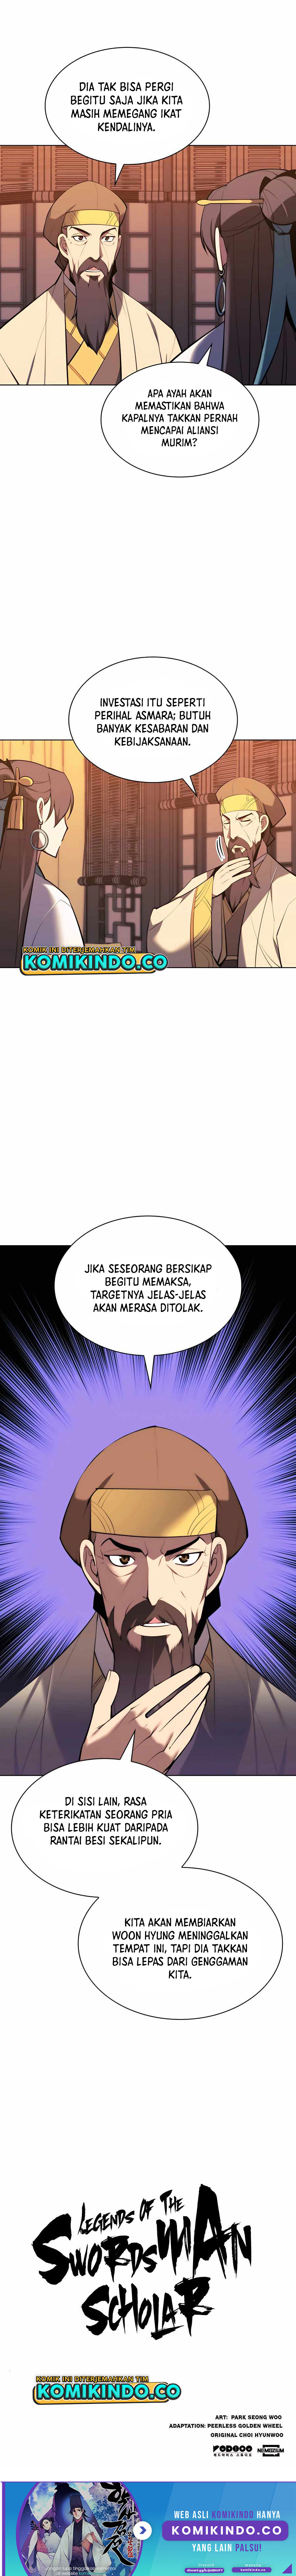 DIA TAK BISA PERGI
BEGITU SAJA JIKA KITA
MASIH MEMEGANG IKAT
KENDALINYA.
APA AYAH AKAN
MEMASTIKAN BAHWA
KAPALNYA TAKKAN PERNAH
MENCAPAI ALIANSI
MURIM?
INVESTASI ITU SEPERTI
PERIHAL ASMARA; BUTUH
BANYAK KESABARAN DAN
KEBIJAKSANAAN.
KOMIK INI DITERJEMAHKAN TIM
KOMIKINDO.CO
JIKA SESEORANG BERSIKAP
BEGITU MEMAKSA,
TARGETNYA JELAS-JELAS
AKAN MERASA DITOLAK.
DI SISI LAIN, RASA
KETERIKATAN SEORANG PRIA
BISA LEBIH KUAT DARIPADA
RANTAI BESI SEKALIPUN.
KITA AKAN MEMBIARKAN
WOON HYUNG MENINGGALKAN
TEMPAT INI, TAPI DIA TAKKAN
BISA LEPAS DARI GENGGAMAN
KITA.
LEGENDS OF THE
SWORDSMAN
SCHOLAR
KOMIK INI DITERJEMAHKAN TIM
KOMIKINDO.CO
ART: PARK SEONG WOO
ADAPTATION: PEERLESS GOLDEN WHEEL
ORIGINAL CHOI HYUNWOO
WEB ASLI KOMIKINDO HANYA
KOMIKINDO.CO
YANG LAIN PALSU!